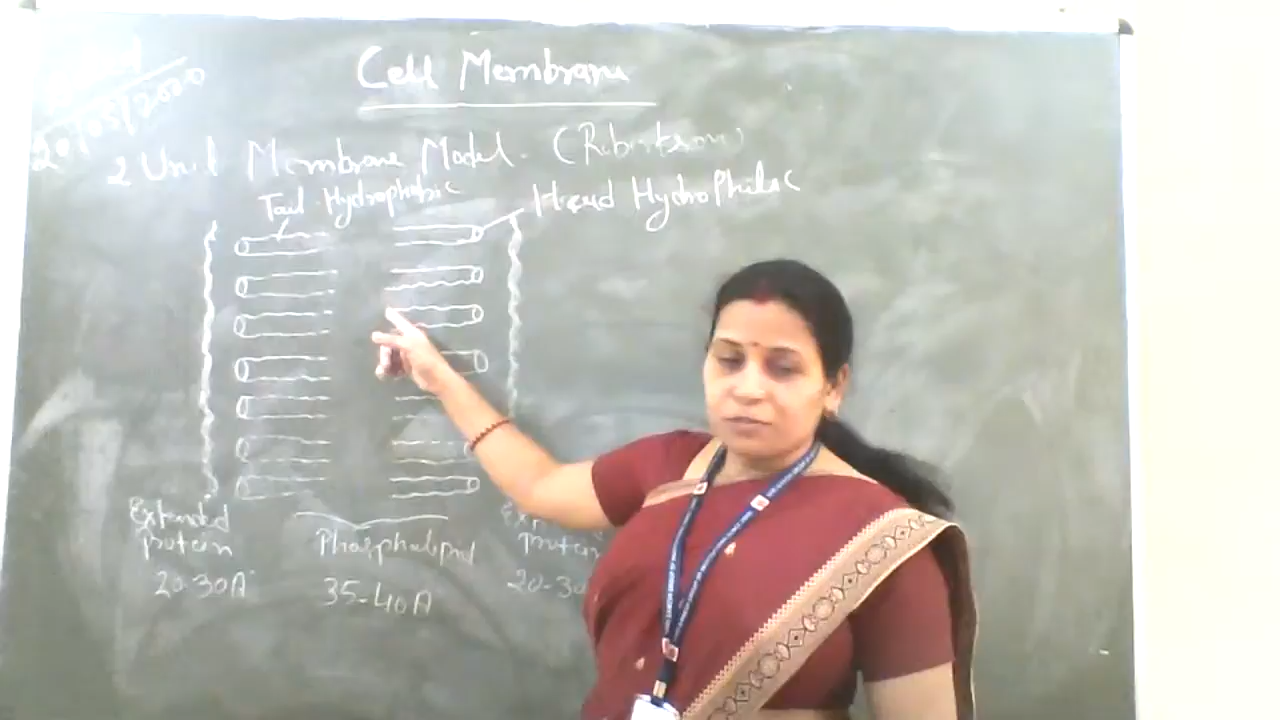 Cell Membrane
20/05/2020
2 Unit Membrane Model. (Robertson)
Tail Hydrophobic
Head Hydrophilic
Extended
protein
20-30A°
Phospholipid
35-40A
protein
20-30